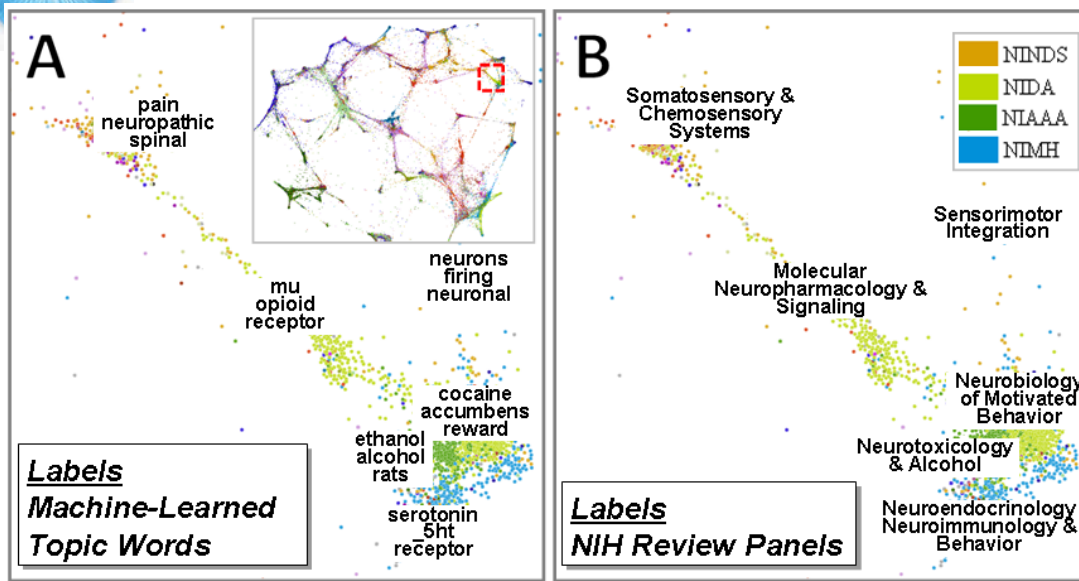 A
pain
neuropathic
spinal
mu
opioid
receptor
neurons
firing
neuronal
cocaine
accumbens
reward
ethanol
alcohol
rats
serotonin
_5ht
receptor
Labels
Machine-Learned
Topic Words
B
NINDS
NIDA
NIAAA
NIMH
Somatosensory &
Chemosensory
Systems
Sensorimotor
Integration
Molecular
Neuropharmacology &
Signaling
Neurobiology
of Motivated
Behavior
Neurotoxicology
& Alcohol
Neuroendocrinology
Neuroimmunology &
Behavior
Labels
NIH Review Panels